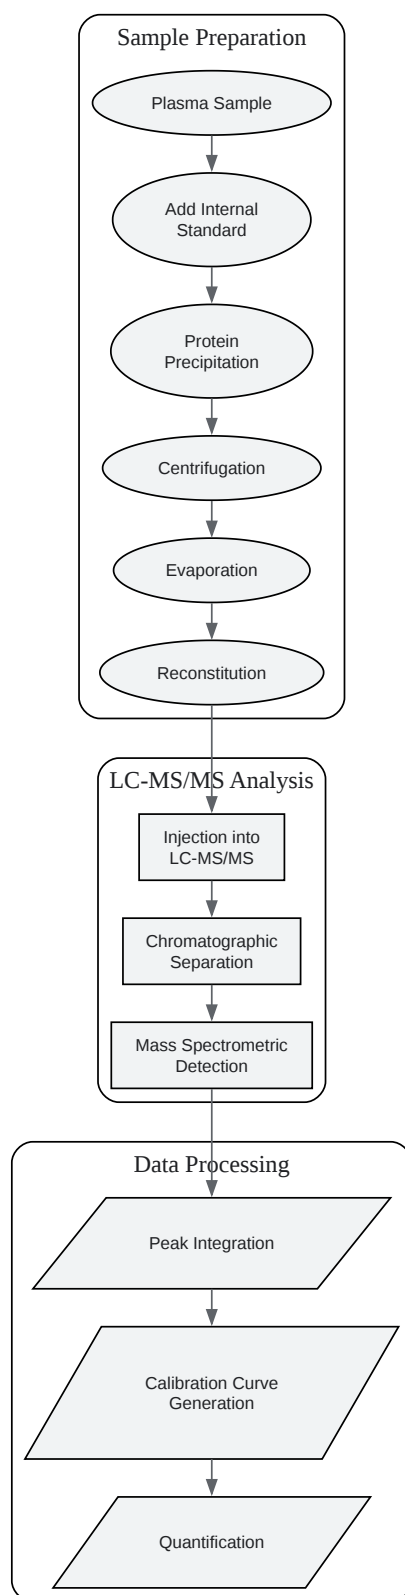 Sample Preparation
Plasma Sample
Add Internal
Standard
Protein
Precipitation
Centrifugation
Evaporation
Reconstitution
LC-MS/MS Analysis
Injection into
LC-MS/MS
Chromatographic
Separation
Mass Spectrometric
Detection
Data Processing
Peak Integration
Calibration Curve
Generation
Quantification